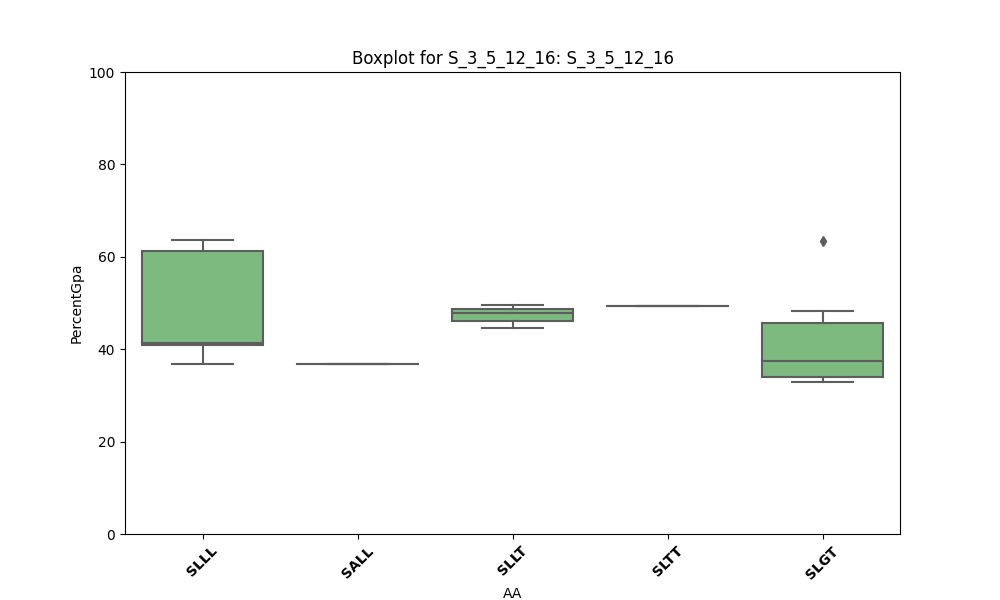 Boxplot for S_3_5_12_16: S_3_5_12_16
100
80
60
40
20
0
PercentGpa
SLLL
SALL
SLLT
SLTT
SLGT
AA